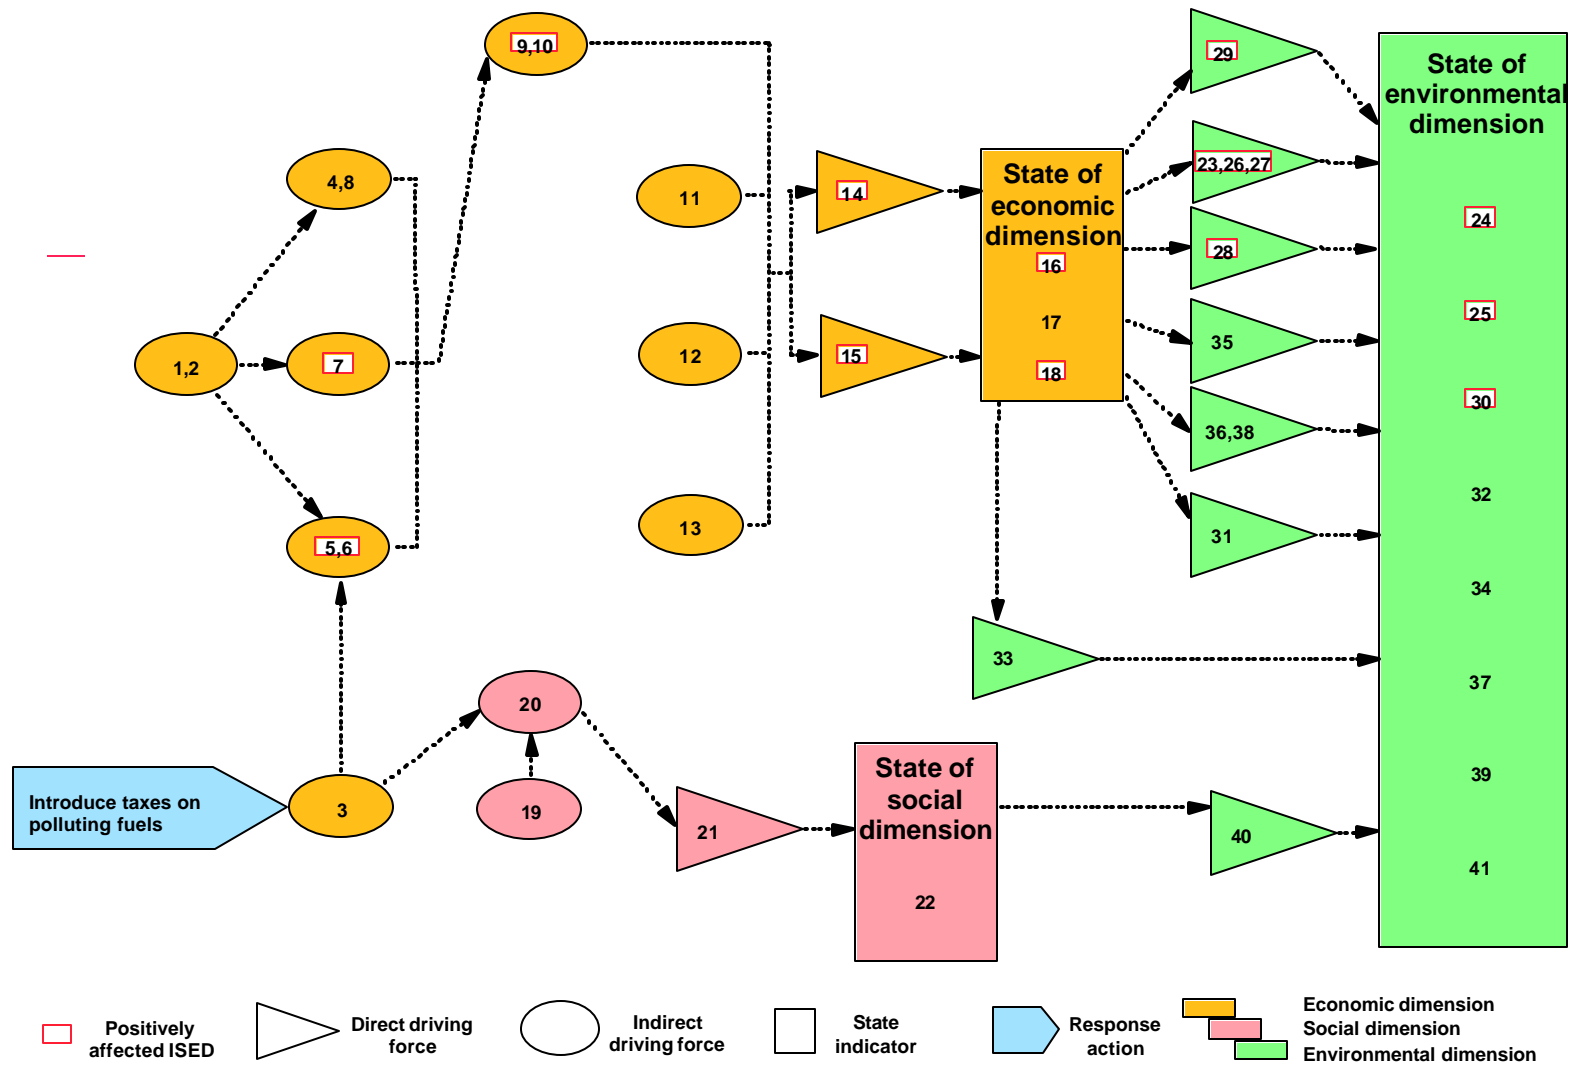 9,10
29
State of
environmental
dimension
4,8
11
14
State of
economic
dimension
23,26,27
24
16
28
25
1,2
7
12
15
17
18
35
30
36,38
32
5,6
13
31
34
33
37
20
Introduce taxes on
polluting fuels
3
19
21
State of
social
dimension
22
40
39
41
Positively
affected ISED
Direct driving
force
Indirect
driving force
State
indicator
Response
action
Economic dimension
Social dimension
Environmental dimension